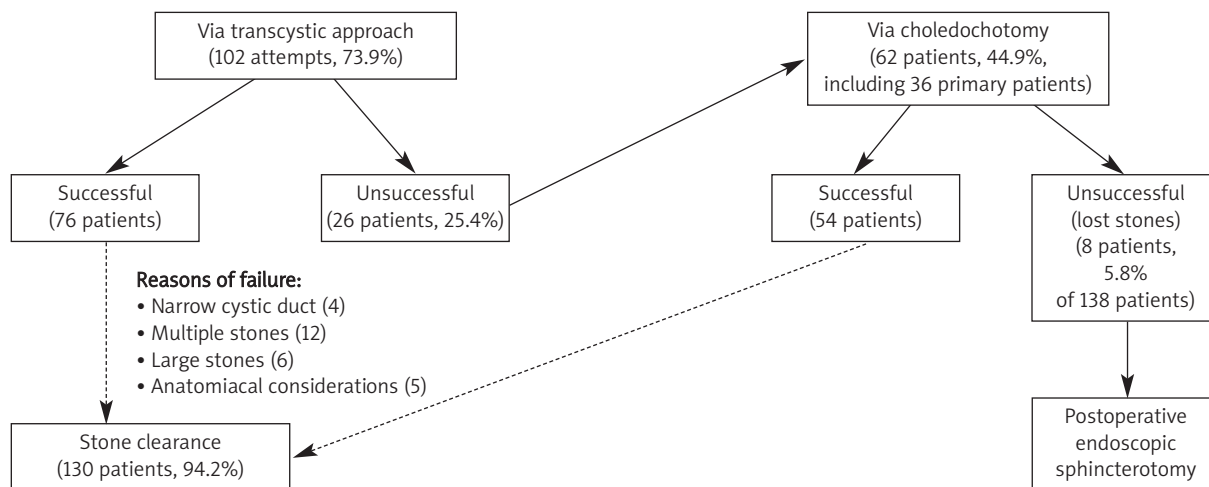 Via transcystic approach
(102 attempts, 73.9%)
Via choledochotomy
(62 patients, 44.9%,
including 36 primary patients)
Successful
(76 patients)
Unsuccessful
(26 patients, 25.4%)
Successful
(54 patients)
Unsuccessful
(lost stones)
(8 patients,
5.8%
of 138 patients)
Reasons of failure:
• Narrow cystic duct (4)
• Multiple stones (12)
• Large stones (6)
• Anatomiacal considerations (5)
Stone clearance
(130 patients, 94.2%)
Postoperative
endoscopic
sphincterotomy